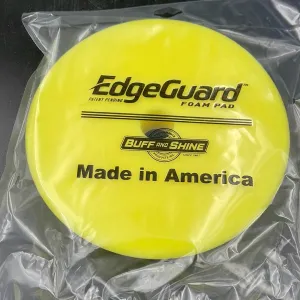 EdgeGuard
PATENT PENDING
FOAM PAD
BUFF AND SHINE
Made in America